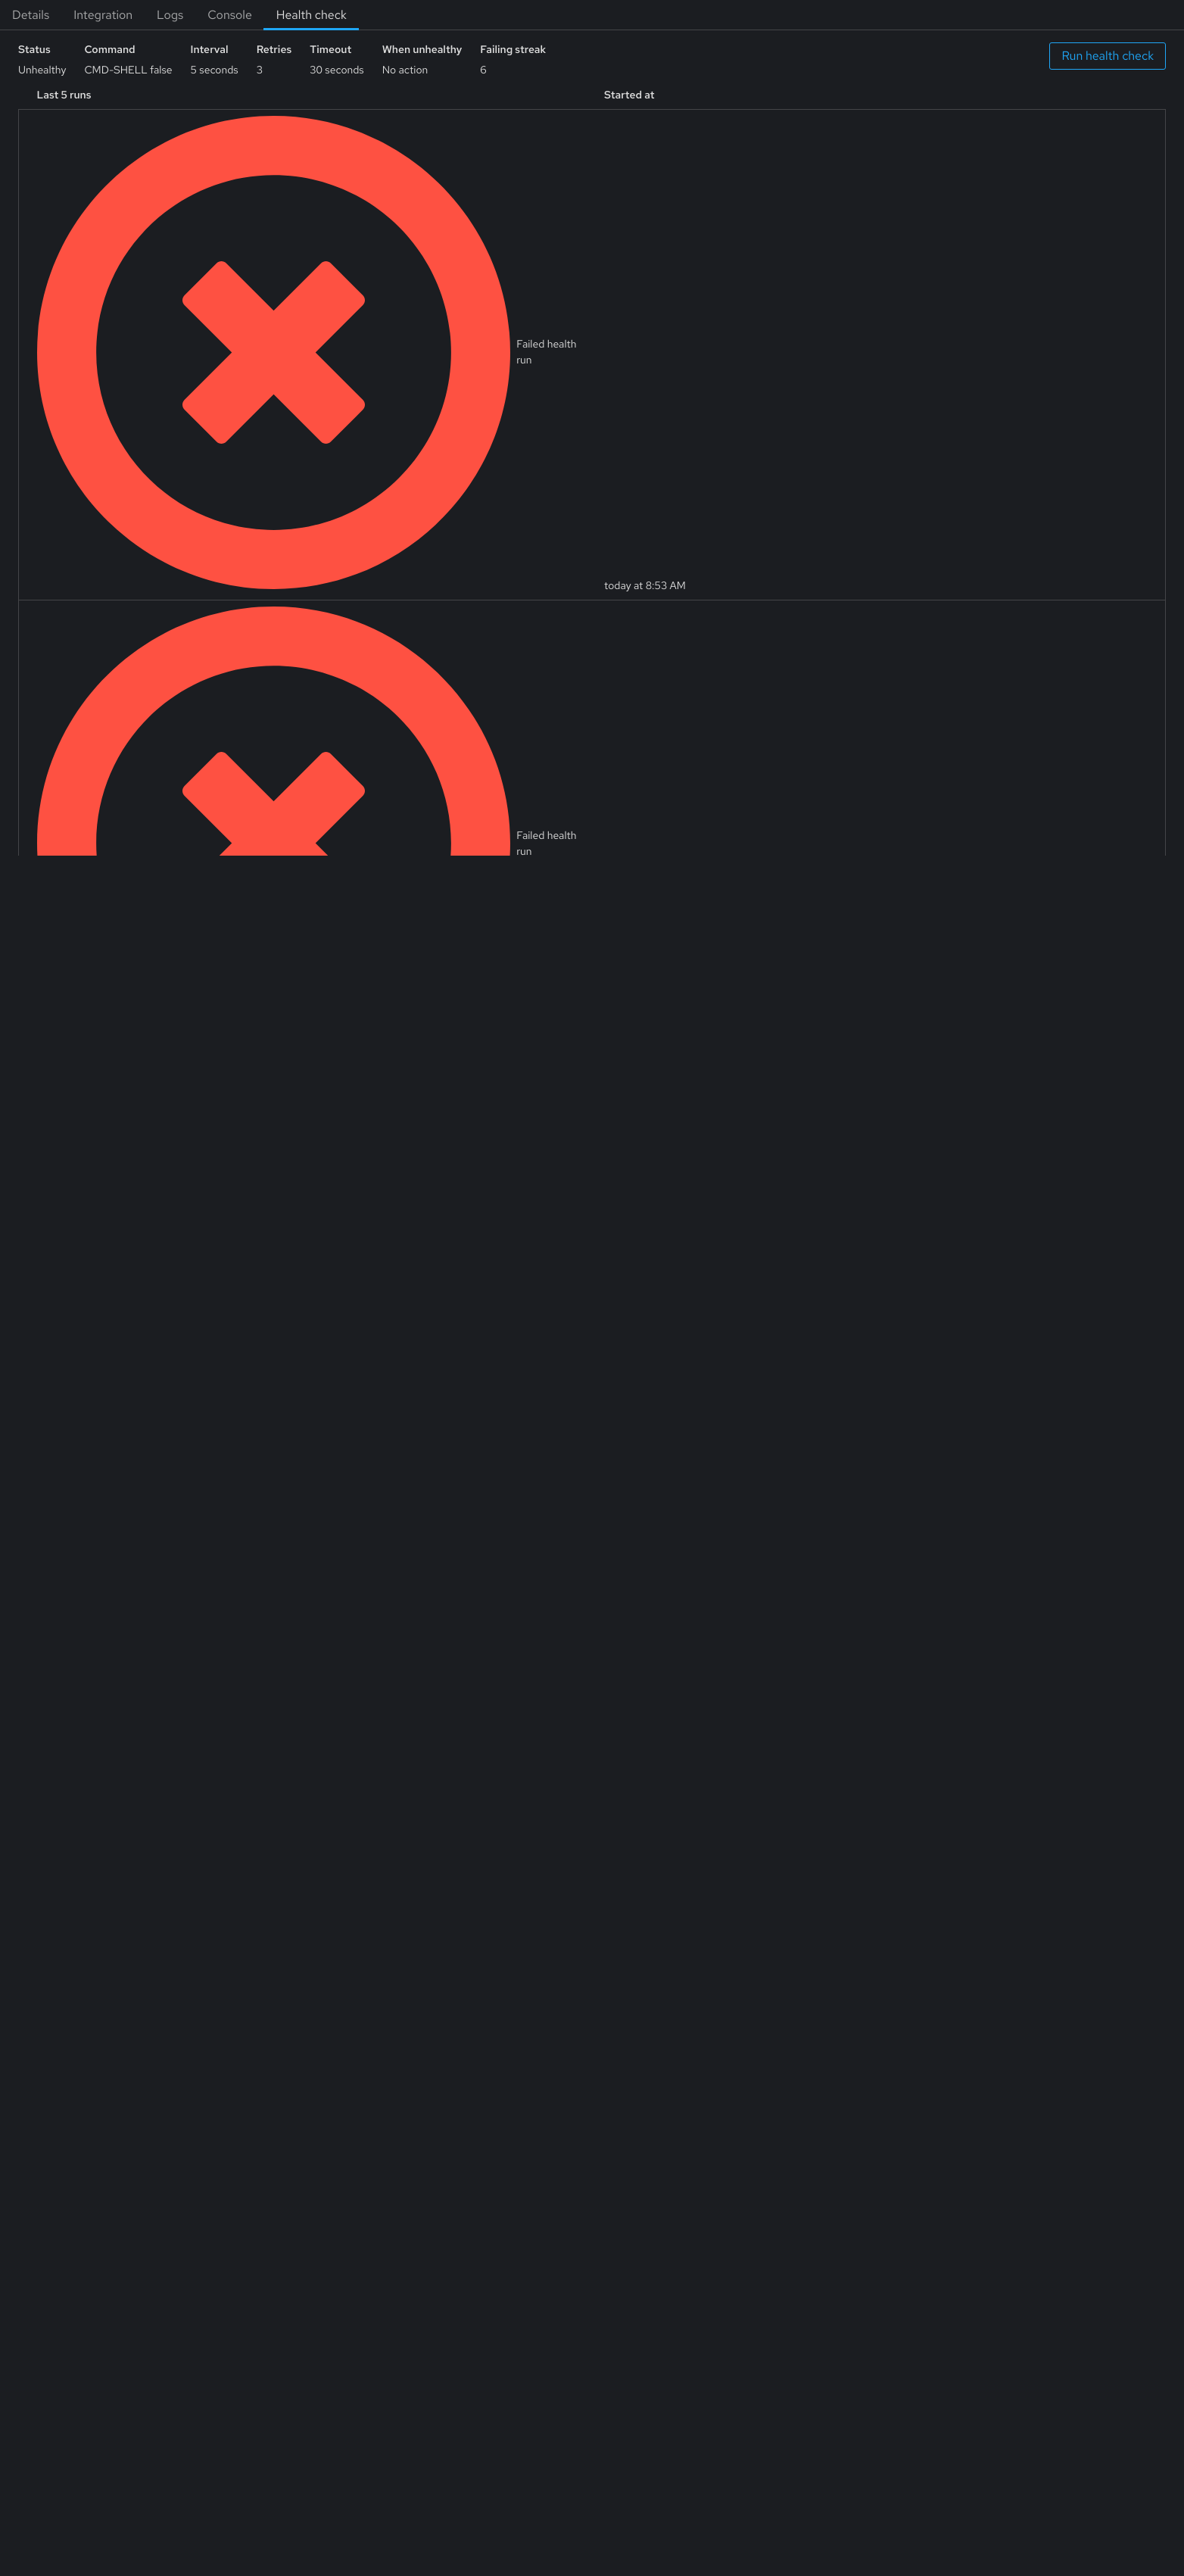 Details Integration Logs Console Health check
Status Command Interval Retries Timeout When unhealthy Failing streak
Unhealthy CMD-SHELL false 5 seconds 3 30 seconds No action 6
Run health check
Last 5 runs Started at
Failed health
run
today at 8:53 AM
Failed health
run